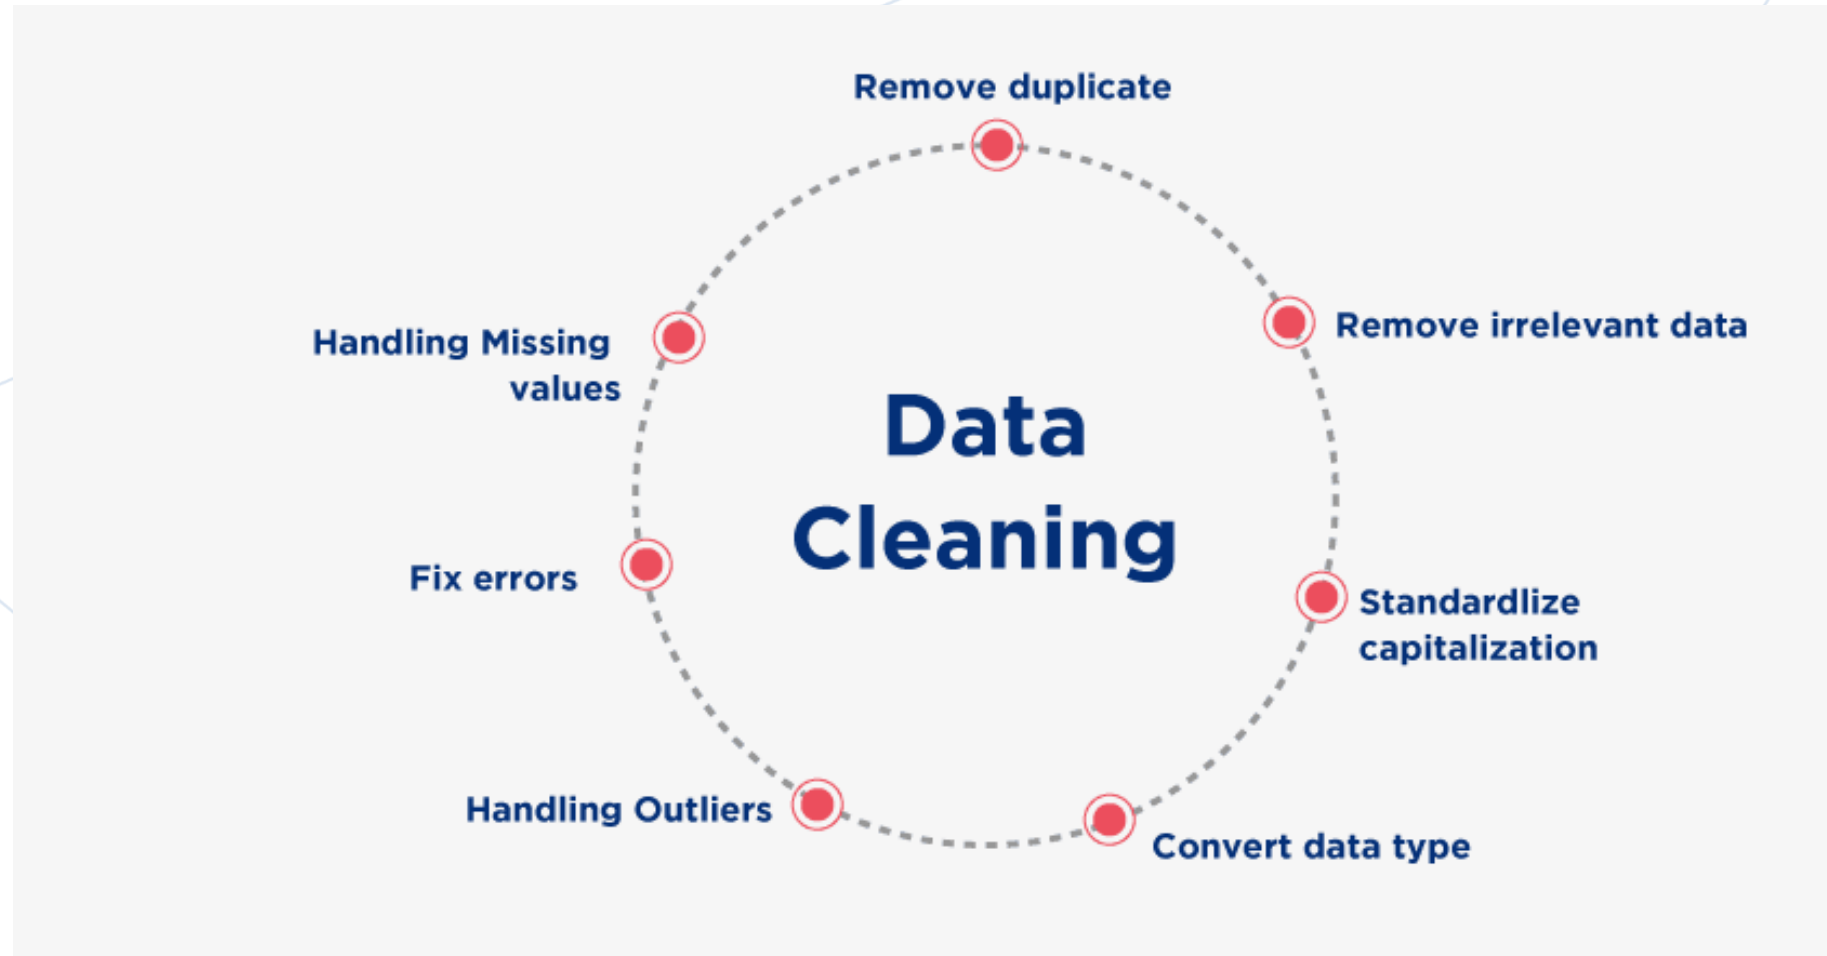 Remove duplicate
Remove irrelevant data
Standardlize
capitalization
Convert data type
Handling Outliers
Fix errors
Handling Missing
values
Data
Cleaning